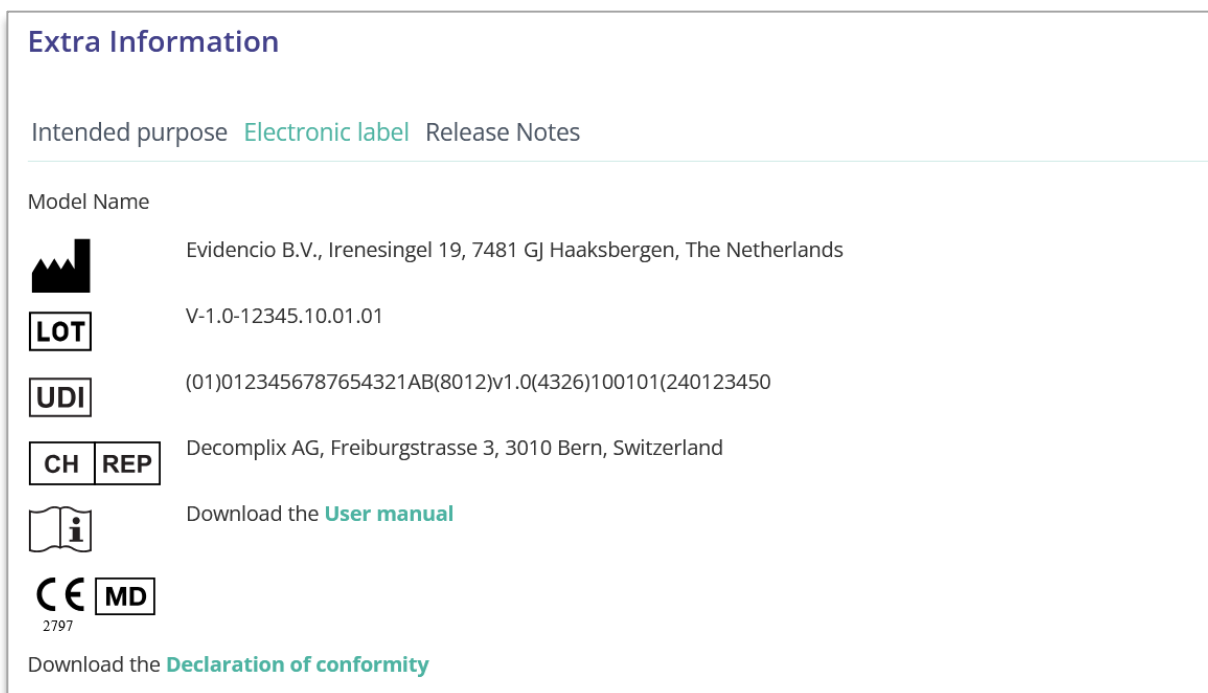 Extra Information
Intended purpose Electronic label Release Notes
Model Name
Evidencio B.V., Irenesingel 19, 7481 GJ Haaksbergen, The Netherlands
LOT V-1.0-12345.10.01.01
UDI (01)0123456787654321AB(8012)v1.0(4326)100101(240123450
CH REP Decomplix AG, Freiburgstrasse 3, 3010 Bern, Switzerland
i Download the User manual
CE MD
2797
Download the Declaration of conformity